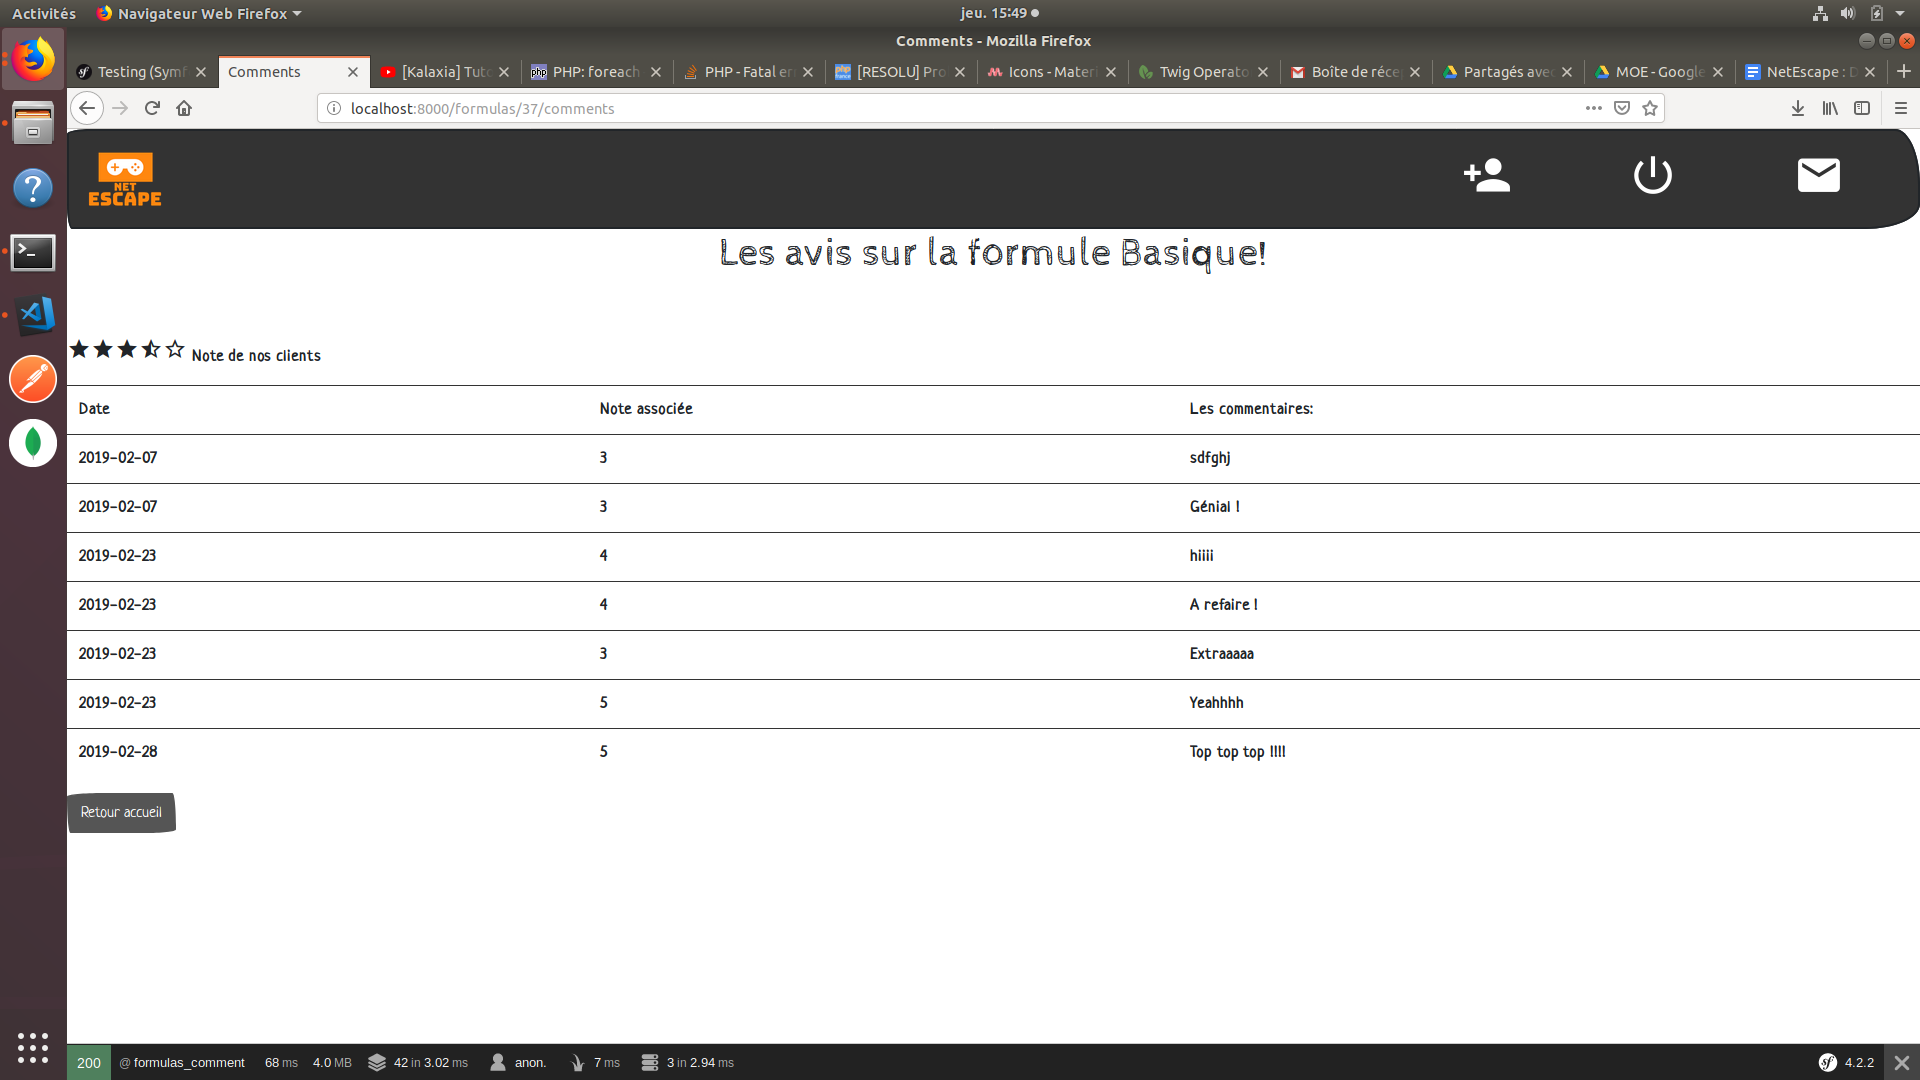 Activités Navigateur Web Firefox jeu. 15:49
Comments - Mozilla Firefox
Testing (Symf Comments [Kalaxia] Tuto PHP: foreach PHP - Fatal er [RESOLU] Pro Icons - Materi Twig Operato Boîte de réce Partagés avec MOE - Google NetEscape : D
localhost:8000/formulas/37/comments
NET
ESCAPE
Les avis sur la formule Basique!
Note de nos clients
Date Note associée Les commentaires:
2019-02-07 3 sdfghj
2019-02-07 3 Génial !
2019-02-23 4 hiiii
2019-02-23 4 A refaire !
2019-02-23 3 Extraaaaa
2019-02-23 5 Yeahhhh
2019-02-28 5 Top top top !!!!
Retour accueil
200 @ formulas_comment 68 ms 4.0 MB 42 in 3.02 ms anon. 7 ms 3 in 2.94 ms 4.2.2